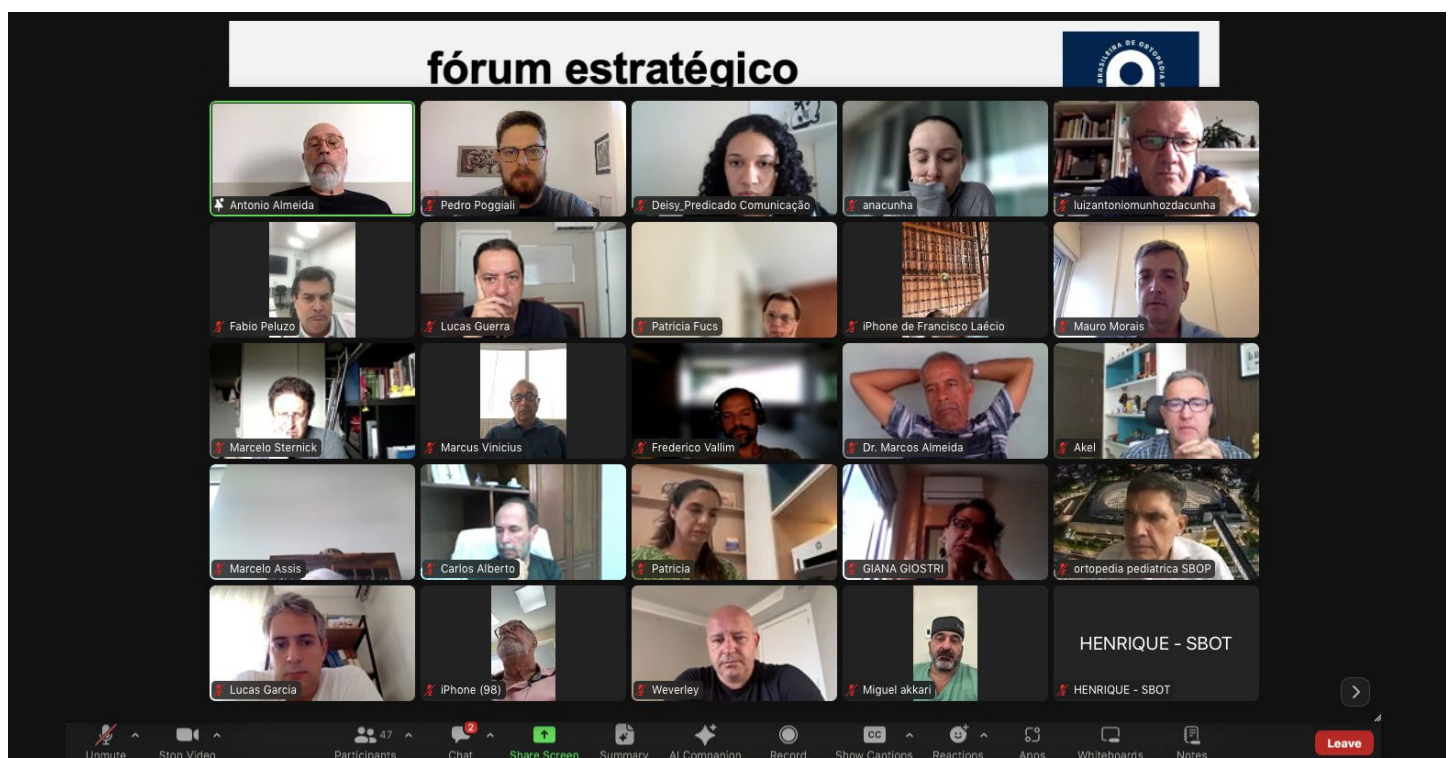 fórum estratégico
BRASILEIRA DE ORTOPEDIA P
Antonio Almeida
Pedro Poggiali
Deisy_Predicado Comunicação
anacunha
luizantoniomunhozdacunha
Fabio Peluzo
Lucas Guerra
Patricia Fucs
iPhone de Francisco Laécio
Mauro Morais
Marcelo Sternick
Marcus Vinicius
Frederico Vallim
Dr. Marcos Almeida
Akel
Marcelo Assis
Carlos Alberto
Patricia
GIANA GIOSTRI
ortopedia pediatrica SBOP
Lucas Garcia
iPhone (98)
Weverley
Miguel akkari
HENRIQUE - SBOT
HENRIQUE - SBOT
47
2
CC
Unmute
Stop Video
Participants
Chat
Share Screen
Summary
AI Companion
Record
Show Captions
Reactions
Apps
Whiteboards
Notes
Leave